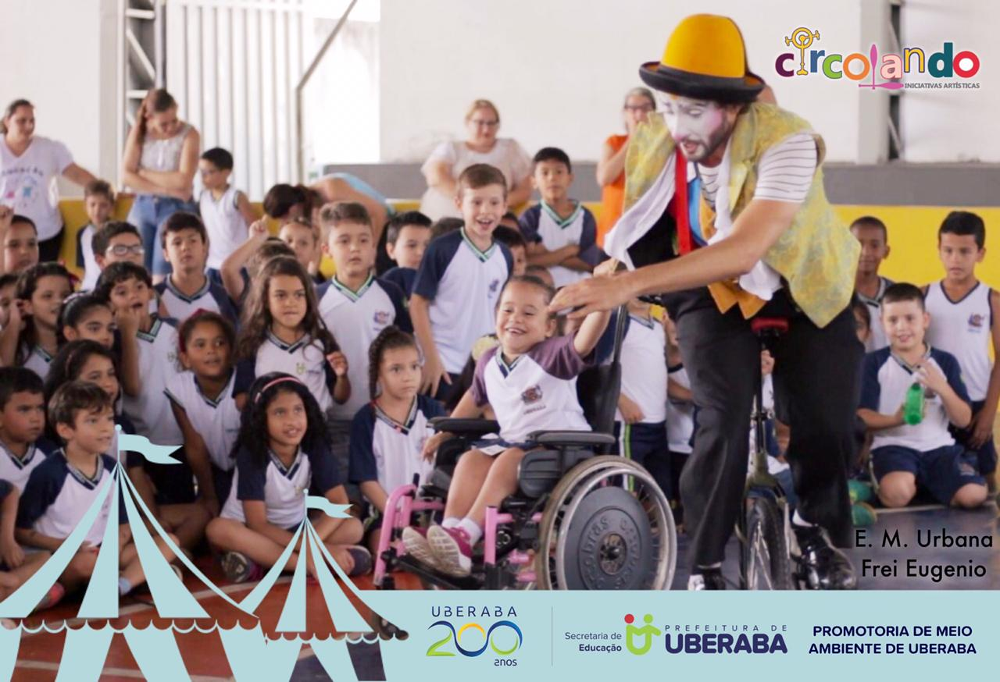 circolando
INICIATIVAS ARTÍSTICAS
UBERABA
E. M. Urbana
Frei Eugenio
UBERABA
200
anos
Secretaria de
Educação
PREFEITURA DE
UBERABA
PROMOTORIA DE MEIO
AMBIENTE DE UBERABA